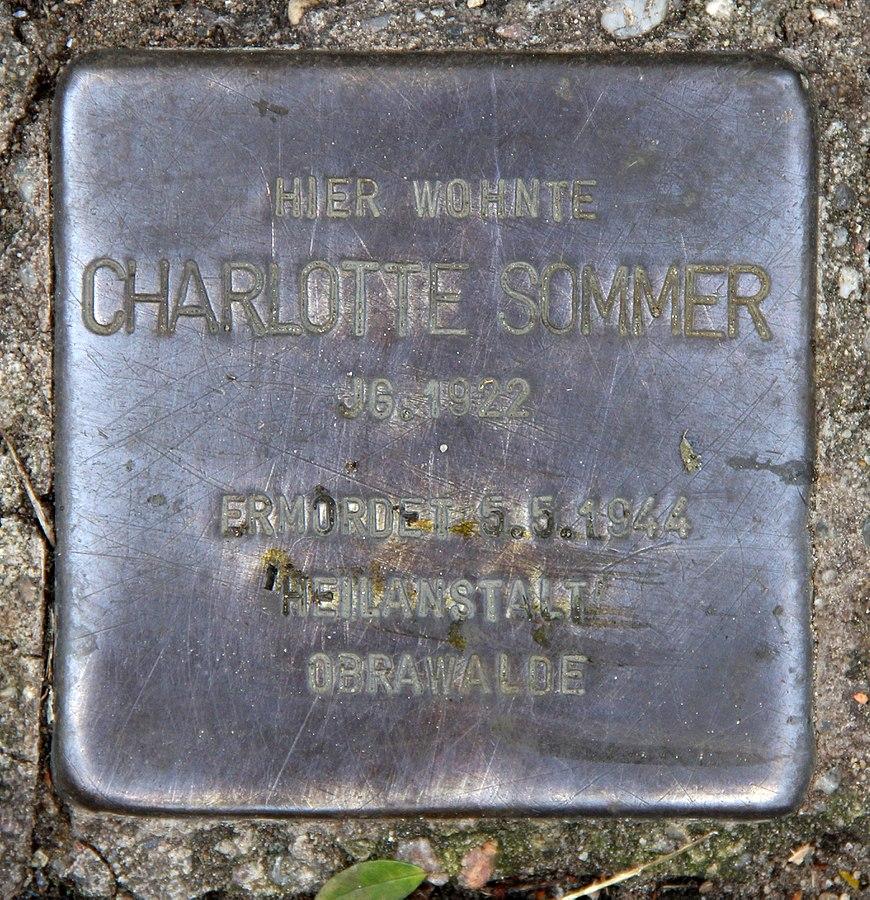 HIER WOHNTE
CHARLOTTE SOMMER
JG. 1922
ERMORDET 5.5.1944
'HEILANSTALT'
OBRAWALDE